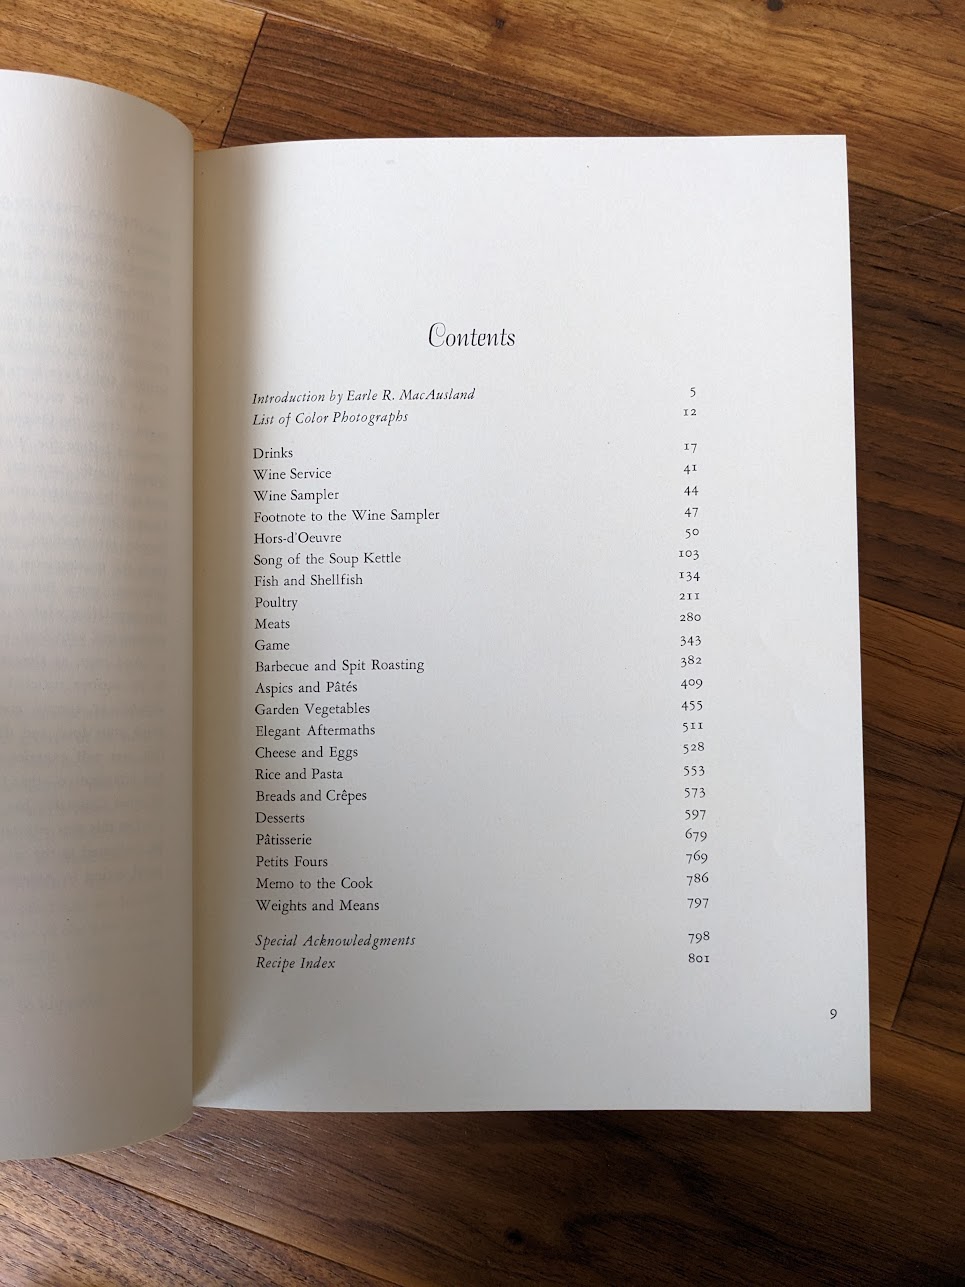 Contents
Introduction by Earle R. MacAusland 5
List of Color Photographs 12
Drinks 17
Wine Service 41
Wine Sampler 44
Footnote to the Wine Sampler 47
Hors-d'Oeuvre 50
Song of the Soup Kettle 103
Fish and Shellfish 134
Poultry 211
Meats 280
Game 343
Barbecue and Spit Roasting 382
Aspics and Pâtés 409
Garden Vegetables 455
Elegant Aftermaths 511
Cheese and Eggs 528
Rice and Pasta 553
Breads and Crêpes 573
Desserts 597
Pâtisserie 679
Petits Fours 769
Memo to the Cook 786
Weights and Means 797
Special Acknowledgments 798
Recipe Index 801
9